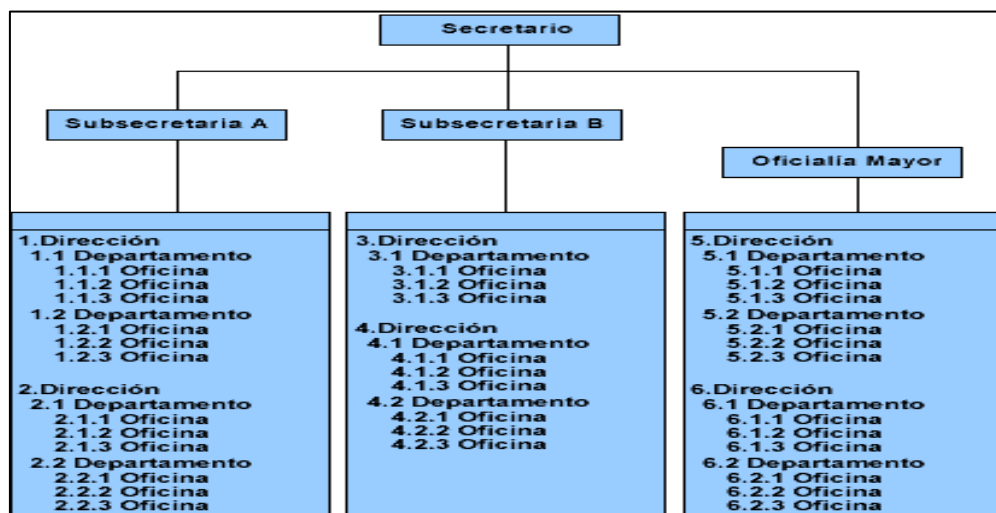 Secretario
Subsecretaria A
Subsecretaria B
Oficialía Mayor
1.Dirección
1.1 Departamento
1.1.1 Oficina
1.1.2 Oficina
1.1.3 Oficina
1.2 Departamento
1.2.1 Oficina
1.2.2 Oficina
1.2.3 Oficina
2.Dirección
2.1 Departamento
2.1.1 Oficina
2.1.2 Oficina
2.1.3 Oficina
2.2 Departamento
2.2.1 Oficina
2.2.2 Oficina
2.2.3 Oficina
3.Dirección
3.1 Departamento
3.1.1 Oficina
3.1.2 Oficina
3.1.3 Oficina
4.Dirección
4.1 Departamento
4.1.1 Oficina
4.1.2 Oficina
4.1.3 Oficina
4.2 Departamento
4.2.1 Oficina
4.2.2 Oficina
4.2.3 Oficina
5.Dirección
5.1 Departamento
5.1.1 Oficina
5.1.2 Oficina
5.1.3 Oficina
5.2 Departamento
5.2.1 Oficina
5.2.2 Oficina
5.2.3 Oficina
6.Dirección
6.1 Departamento
6.1.1 Oficina
6.1.2 Oficina
6.1.3 Oficina
6.2 Departamento
6.2.1 Oficina
6.2.2 Oficina
6.2.3 Oficina